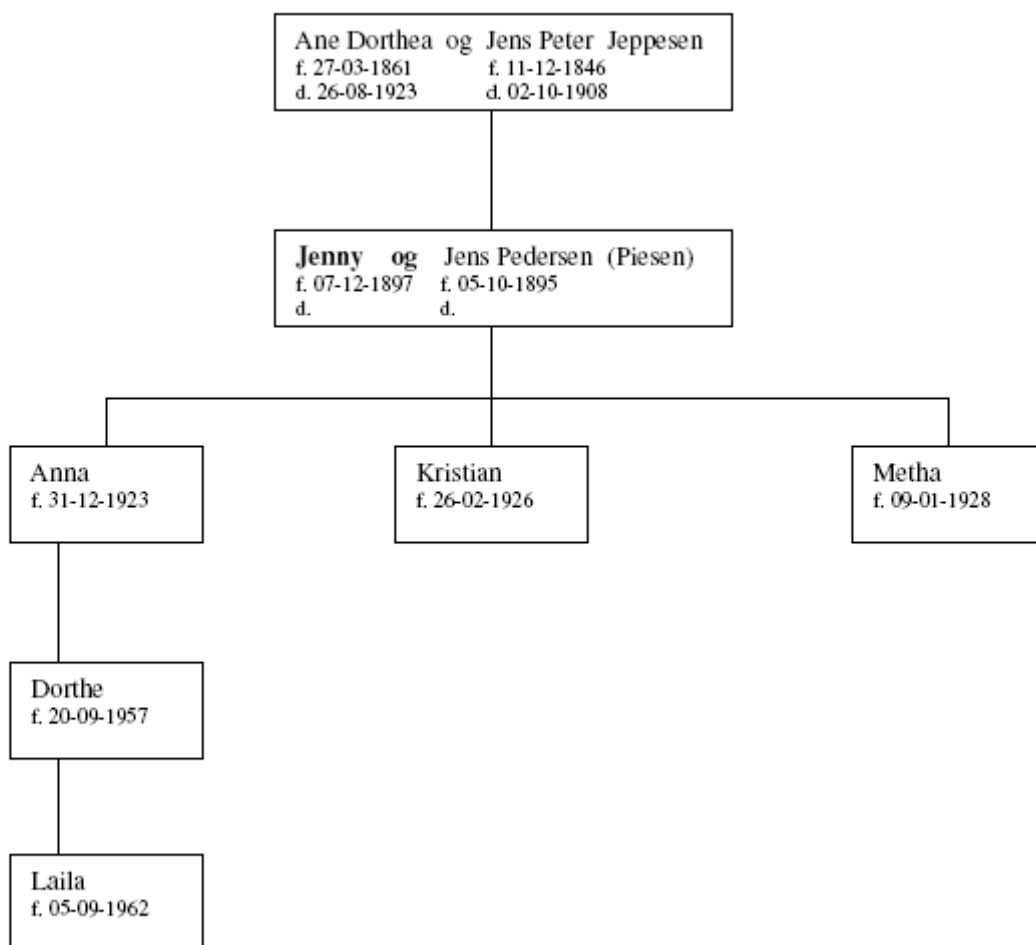 Ane Dorthea og Jens Peter Jeppesen
f. 27-03-1861 f. 11-12-1846
d. 26-08-1923 d. 02-10-1908
Jenny og Jens Pedersen (Piesen)
f. 07-12-1897 f. 05-10-1895
d. d.
Anna
f. 31-12-1923
Kristian
f. 26-02-1926
Metha
f. 09-01-1928
Dorthe
f. 20-09-1957
Laila
f. 05-09-1962